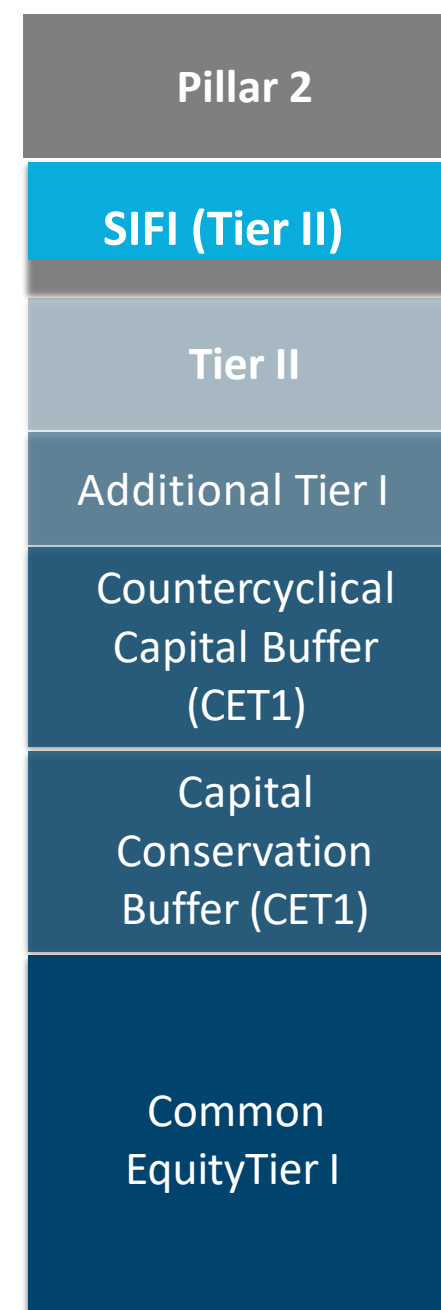 Pillar 2
SIFI (Tier II)
Tier II
Additional Tier I
Countercyclical
Capital Buffer
(CET1)
Capital
Conservation
Buffer (CET1)
Common
EquityTier I